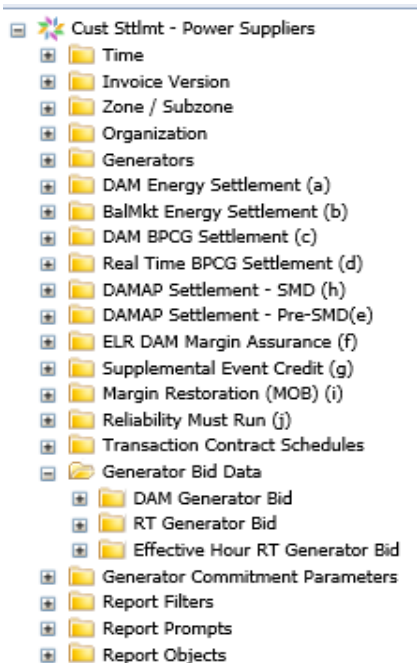 Cust Sttlmt - Power Suppliers
Time
Invoice Version
Zone / Subzone
Organization
Generators
DAM Energy Settlement (a)
BalMkt Energy Settlement (b)
DAM BPCG Settlement (c)
Real Time BPCG Settlement (d)
DAMAP Settlement - SMD (h)
DAMAP Settlement - Pre-SMD(e)
ELR DAM Margin Assurance (f)
Supplemental Event Credit (g)
Margin Restoration (MOB) (i)
Reliability Must Run (j)
Transaction Contract Schedules
Generator Bid Data
DAM Generator Bid
RT Generator Bid
Effective Hour RT Generator Bid
Generator Commitment Parameters
Report Filters
Report Prompts
Report Objects